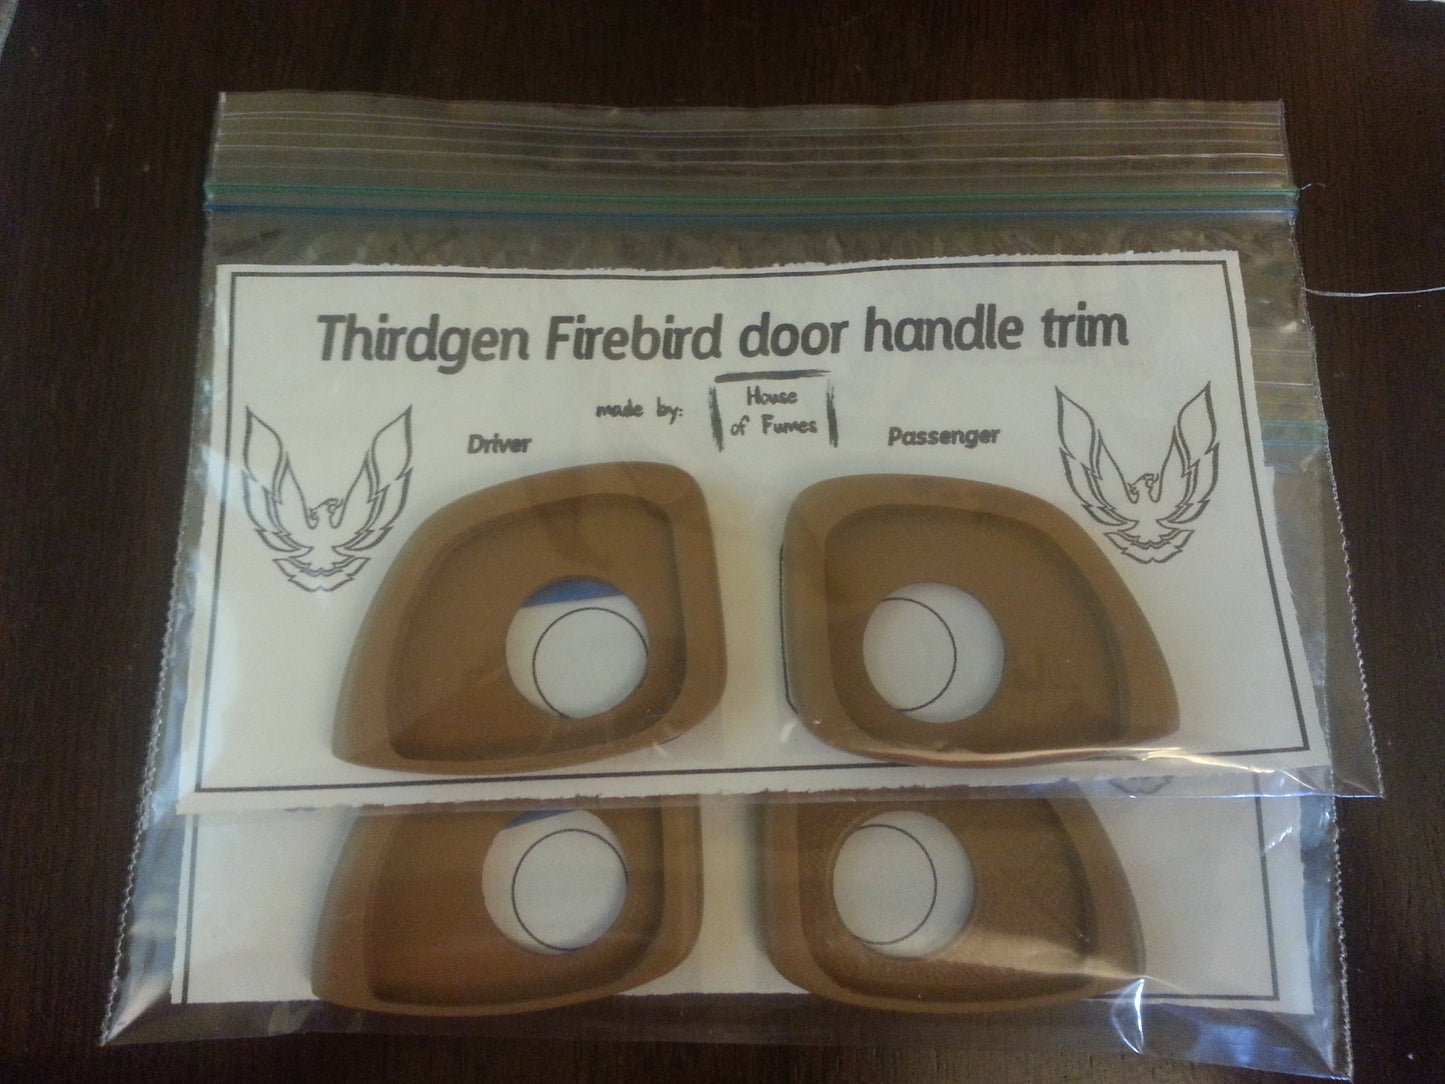 Thirdgen Firebird door handle trim
made by:
House
of Fumes
Driver
Passenger